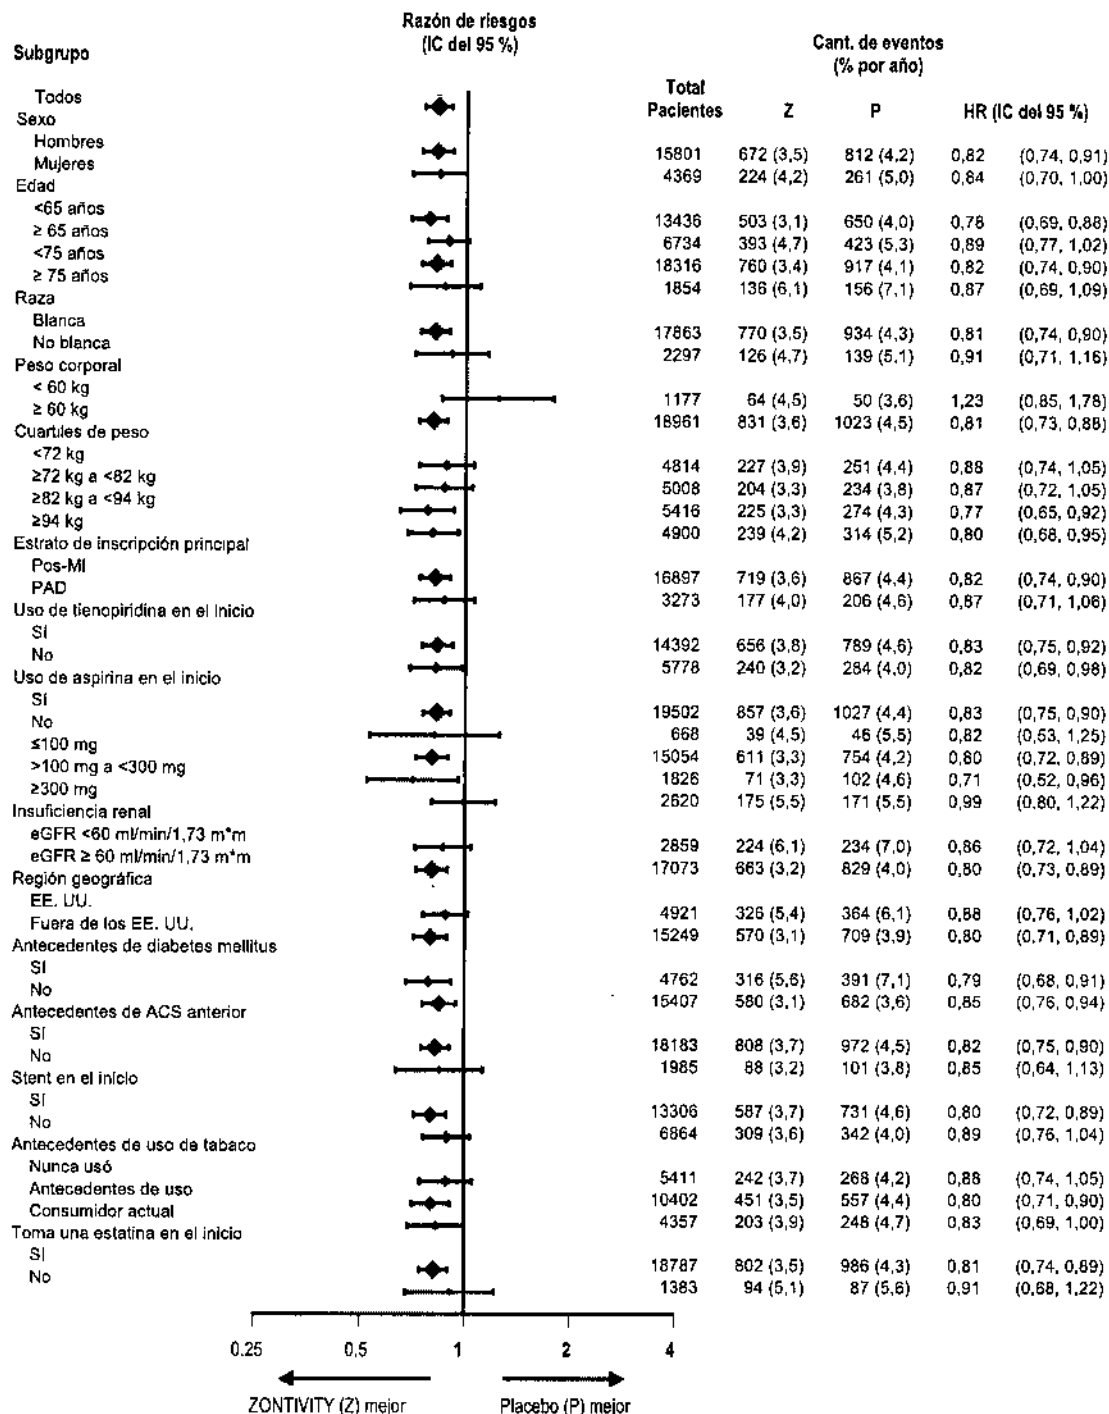 Razón de riesgos
(IC del 95 %)
Subgrupo
Cant. de eventos
(% por año)
Total
Pacientes Z P HR (IC del 95 %)
Todos
Sexo
Hombres 15801 672 (3,5) 812 (4,2) 0,82 (0,74, 0,91)
Mujeres 4369 224 (4,2) 261 (5,0) 0,84 (0,70, 1,00)
Edad
<65 años 13436 503 (3,1) 650 (4,0) 0,78 (0,69, 0,88)
≥ 65 años 6734 393 (4,7) 423 (5,3) 0,89 (0,77, 1,02)
<75 años 18316 760 (3,4) 917 (4,1) 0,82 (0,74, 0,90)
≥ 75 años 1854 136 (6,1) 156 (7,1) 0,87 (0,69, 1,09)
Raza
Blanca 17863 770 (3,5) 934 (4,3) 0,81 (0,74, 0,90)
No blanca 2297 126 (4,7) 139 (5,1) 0,91 (0,71, 1,16)
Peso corporal
< 60 kg 1177 64 (4,5) 50 (3,6) 1,23 (0,85, 1,78)
≥ 60 kg 18961 831 (3,6) 1023 (4,5) 0,81 (0,73, 0,88)
Cuartiles de peso
<72 kg 4814 227 (3,9) 251 (4,4) 0,88 (0,74, 1,05)
≥72 kg a <82 kg 5008 204 (3,3) 234 (3,8) 0,87 (0,72, 1,05)
≥82 kg a <94 kg 5416 225 (3,3) 274 (4,3) 0,77 (0,65, 0,92)
≥94 kg 4900 239 (4,2) 314 (5,2) 0,80 (0,68, 0,95)
Estrato de inscripción principal
Pos-MI 16897 719 (3,6) 867 (4,4) 0,82 (0,74, 0,90)
PAD 3273 177 (4,0) 206 (4,6) 0,87 (0,71, 1,06)
Uso de tienopiridina en el Inicio
Sí 14392 656 (3,8) 789 (4,6) 0,83 (0,75, 0,92)
No 5778 240 (3,2) 284 (4,0) 0,82 (0,69, 0,98)
Uso de aspirina en el inicio
Sí 19502 857 (3,6) 1027 (4,4) 0,83 (0,75, 0,90)
No 668 39 (4,5) 46 (5,5) 0,82 (0,53, 1,25)
≤100 mg 15054 611 (3,3) 754 (4,2) 0,80 (0,72, 0,89)
>100 mg a <300 mg 1826 71 (3,3) 102 (4,6) 0,71 (0,52, 0,96)
≥300 mg 2620 175 (5,5) 171 (5,5) 0,99 (0,80, 1,22)
Insuficiencia renal
eGFR <60 ml/min/1,73 m*m 2859 224 (6,1) 234 (7,0) 0,86 (0,72, 1,04)
eGFR ≥ 60 ml/min/1,73 m*m 17073 663 (3,2) 829 (4,0) 0,80 (0,73, 0,89)
Región geográfica
EE. UU. 4921 326 (5,4) 364 (6,1) 0,88 (0,76, 1,02)
Fuera de los EE. UU. 15249 570 (3,1) 709 (3,9) 0,80 (0,71, 0,89)
Antecedentes de diabetes mellitus
Sí 4762 316 (5,6) 391 (7,1) 0,79 (0,68, 0,91)
No 15407 580 (3,1) 682 (3,6) 0,85 (0,76, 0,94)
Antecedentes de ACS anterior
Sí 18183 808 (3,7) 972 (4,5) 0,82 (0,75, 0,90)
No 1985 88 (3,2) 101 (3,8) 0,85 (0,64, 1,13)
Stent en el inicio
Sí 13306 587 (3,7) 731 (4,6) 0,80 (0,72, 0,89)
No 6864 309 (3,6) 342 (4,0) 0,89 (0,76, 1,04)
Antecedentes de uso de tabaco
Nunca usó 5411 242 (3,7) 268 (4,2) 0,88 (0,74, 1,05)
Antecedentes de uso 10402 451 (3,5) 557 (4,4) 0,80 (0,71, 0,90)
Consumidor actual 4357 203 (3,9) 248 (4,7) 0,83 (0,69, 1,00)
Toma una estatina en el inicio
Sí 18787 802 (3,5) 986 (4,3) 0,81 (0,74, 0,89)
No 1383 94 (5,1) 87 (5,6) 0,91 (0,68, 1,22)
0.25 0,5 1 2 4
ZONTIVITY (Z) mejor Placebo (P) mejor